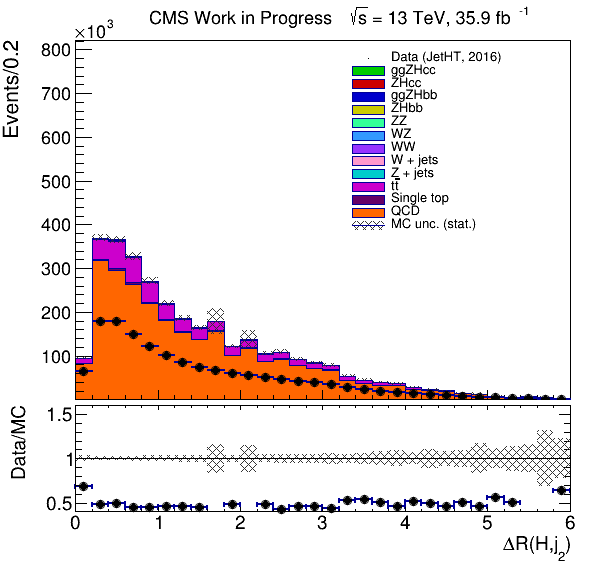 CMS Work in Progress √s = 13 TeV, 35.9 fb⁻¹
×10³
Events/0.2
800
700
600
500
400
300
200
100
Data (JetHT, 2016)
ggZHcc
ZHcc
ggZHbb
ZHbb
ZZ
WZ
WW
W + jets
Z + jets
tt̅
Single top
QCD
MC unc. (stat.)
Data/MC
1.5
1
0.5
0 1 2 3 4 5 6
ΔR(H,j₂)